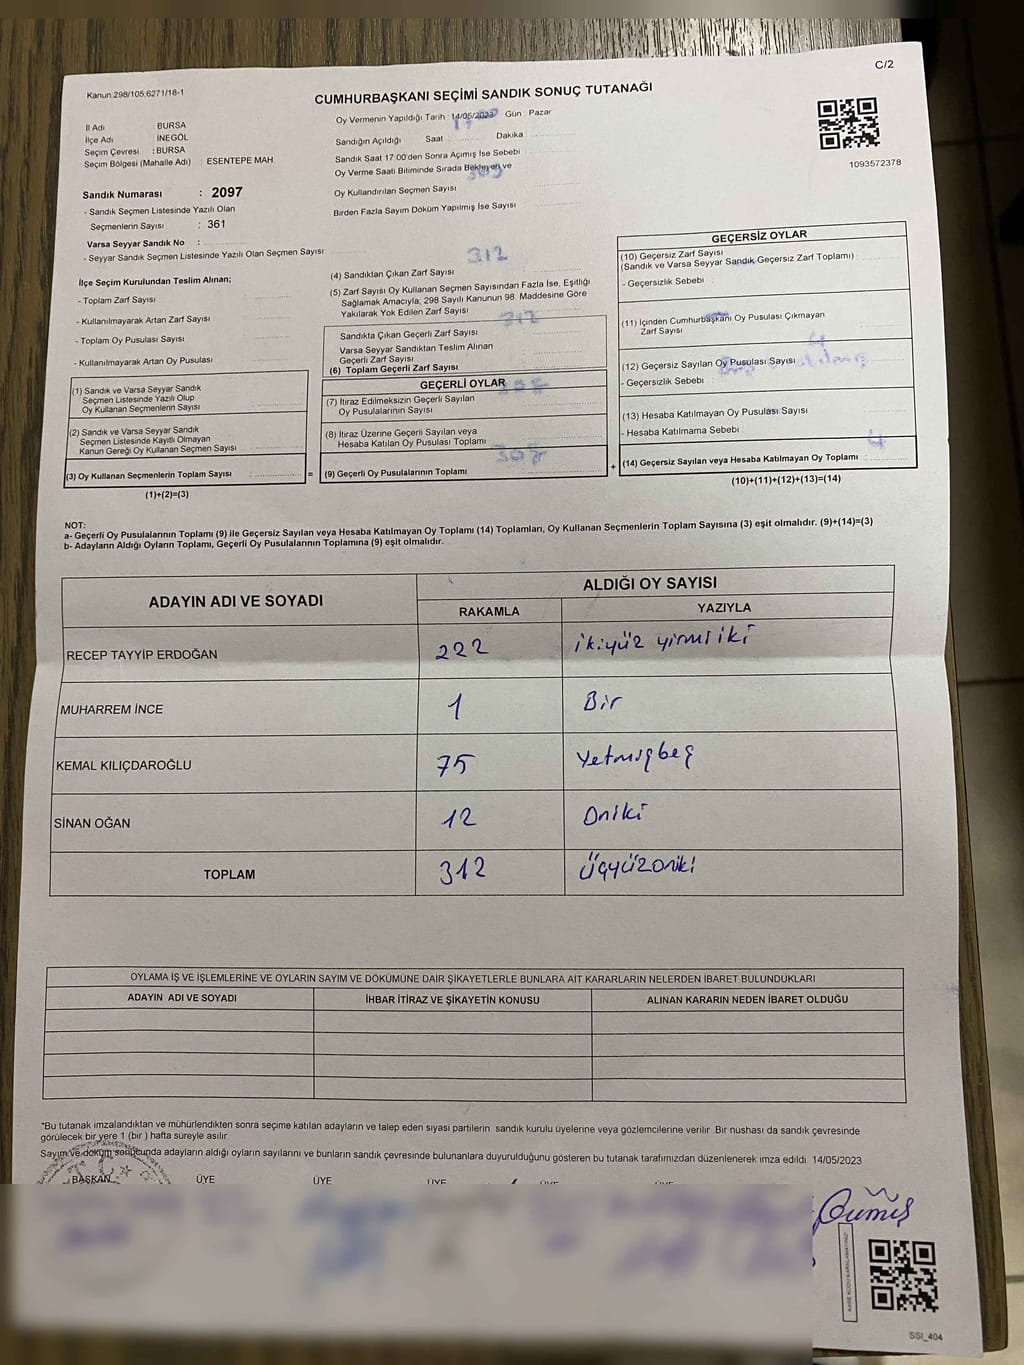 C/2
Kanun:298/105,6271/18-1
CUMHURBAŞKANI SEÇİMİ SANDIK SONUÇ TUTANAĞI
İl Adı BURSA
İlçe Adı İNEGÖL
Seçim Çevresi : BURSA
Seçim Bölgesi (Mahalle Adı) : ESENTEPE MAH.
Sandık Numarası : 2097
- Sandık Seçmen Listesinde Yazılı Olan
Seçmenlerin Sayısı : 361
Varsa Seyyar Sandık No :
- Seyyar Sandık Seçmen Listesinde Yazılı Olan Seçmen Sayısı
Oy Vermenin Yapıldığı Tarih : 14/05/2023 Gün : Pazar
Sandığın Açıldığı Saat Dakika
Sandık Saat 17:00'den Sonra Açımış İse Sebebi
Oy Verme Saati Bitiminde Sırada Bekleyen ve
Oy Kullandırılan Seçmen Sayısı
Birden Fazla Sayım Döküm Yapılmış İse Sayısı
1093572378
İlçe Seçim Kurulundan Teslim Alınan;
- Toplam Zarf Sayısı
- Kullanılmayarak Artan Zarf Sayısı
- Toplam Oy Pusulası Sayısı
- Kullanılmayarak Artan Oy Pusulası
(1) Sandık ve Varsa Seyyar Sandık
Seçmen Listesinde Yazılı Olup
Oy Kullanan Seçmenlerin Sayısı
(2) Sandık ve Varsa Seyyar Sandık
Seçmen Listesinde Kayıtlı Olmayan
Kanun Gereği Oy Kullanan Seçmen Sayısı
(3) Oy Kullanan Seçmenlerin Toplam Sayısı
(1)+(2)=(3)
312
(4) Sandıktan Çıkan Zarf Sayısı
(5) Zarf Sayısı Oy Kullanan Seçmen Sayısından Fazla İse, Eşitliği
Sağlamak Amacıyla, 298 Sayılı Kanunun 98. Maddesine Göre
Yakılarak Yok Edilen Zarf Sayısı
312
Sandıkta Çıkan Geçerli Zarf Sayısı
Varsa Seyyar Sandıktan Teslim Alınan
Geçerli Zarf Sayısı
(6) Toplam Geçerli Zarf Sayısı
GEÇERLİ OYLAR
(7) İtiraz Edilmeksizin Geçerli Sayılan
Oy Pusulalarının Sayısı
(8) İtiraz Üzerine Geçerli Sayılan veya
Hesaba Katılan Oy Pusulası Toplamı
= (9) Geçerli Oy Pusulalarının Toplamı
+
GEÇERSİZ OYLAR
(10) Geçersiz Zarf Sayısı
(Sandık ve Varsa Seyyar Sandık Geçersiz Zarf Toplamı)
- Geçersizlik Sebebi :
(11) İçinden Cumhurbaşkanı Oy Pusulası Çıkmayan
Zarf Sayısı
4
(12) Geçersiz Sayılan Oy Pusulası Sayısı
- Geçersizlik Sebebi :
(13) Hesaba Katılmayan Oy Pusulası Sayısı
- Hesaba Katılmama Sebebi :
4
(14) Geçersiz Sayılan veya Hesaba Katılmayan Oy Toplamı :
(10)+(11)+(12)+(13)=(14)
NOT:
a- Geçerli Oy Pusulalarının Toplamı (9) ile Geçersiz Sayılan veya Hesaba Katılmayan Oy Toplamı (14) Toplamları, Oy Kullanan Seçmenlerin Toplam Sayısına (3) eşit olmalıdır. (9)+(14)=(3)
b- Adayların Aldığı Oyların Toplamı, Geçerli Oy Pusulalarının Toplamına (9) eşit olmalıdır.
ADAYIN ADI VE SOYADI ALDIĞI OY SAYISI
RAKAMLA YAZIYLA
RECEP TAYYİP ERDOĞAN 222 ikiyüz yirmi iki
MUHARREM İNCE 1 Bir
KEMAL KILIÇDAROĞLU 75 Yetmişbeş
SİNAN OĞAN 12 Oniki
TOPLAM 312 Üçyüzoniki
OYLAMA İŞ VE İŞLEMLERİNE VE OYLARIN SAYIM VE DÖKÜMÜNE DAİR ŞİKAYETLERLE BUNLARA AİT KARARLARIN NELERDEN İBARET BULUNDUKLARI
ADAYIN ADI VE SOYADI İHBAR İTİRAZ VE ŞİKAYETİN KONUSU ALINAN KARARIN NEDEN İBARET OLDUĞU
*Bu tutanak imzalandıktan ve mühürlendikten sonra seçime katılan adayların ve talep eden siyasi partilerin sandık kurulu üyelerine veya gözlemcilerine verilir. Bir nushası da sandık çevresinde
görülecek bir yere 1 (bir ) hafta süreyle asılır.
Sayım ve döküm sonucunda adayların aldığı oyların sayılarını ve bunların sandık çevresinde bulunanlara duyurulduğunu gösteren bu tutanak tarafımızdan düzenlenerek imza edildi. 14/05/2023
BAŞKAN ÜYE ÜYE ÜYE
Gümüş
SSI_404